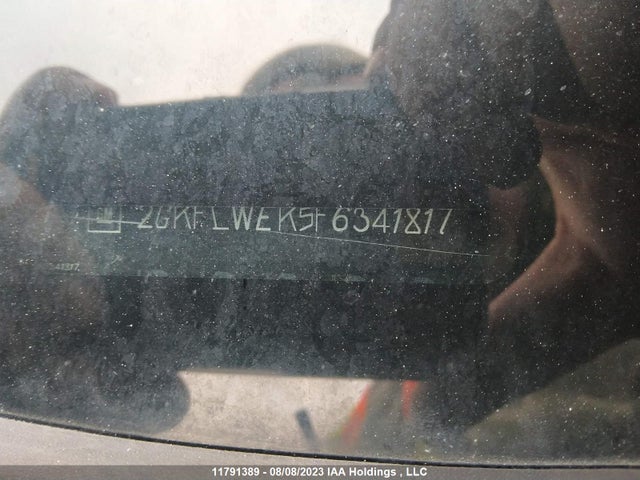 2GKFLWEK5F6341817
11791389 - 08/08/2023 IAA Holdings , LLC